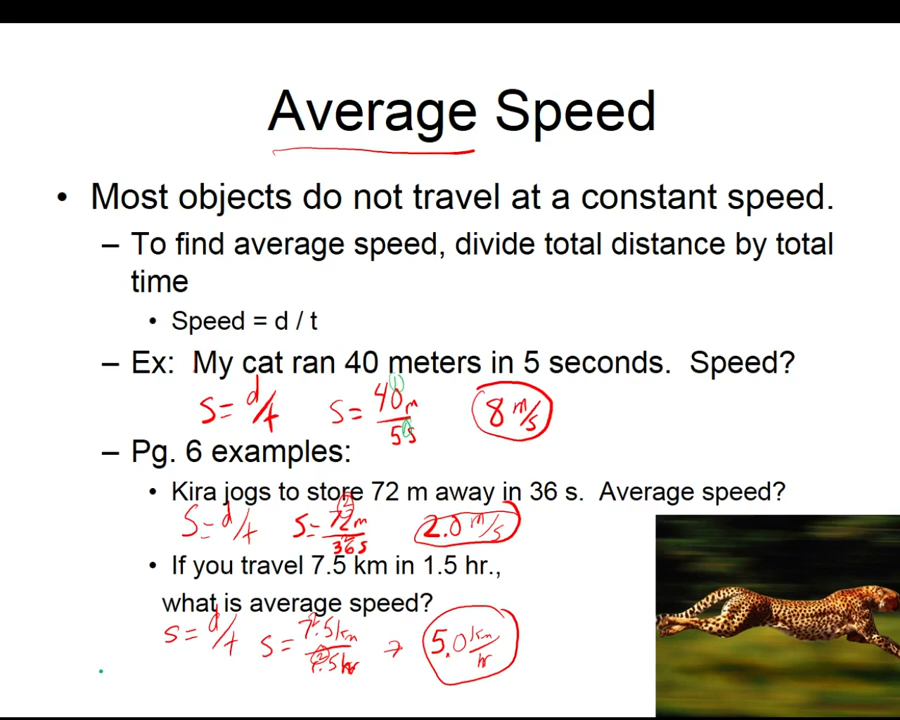 Average Speed
• Most objects do not travel at a constant speed.
– To find average speed, divide total distance by total
time
• Speed = d / t
– Ex: My cat ran 40 meters in 5 seconds. Speed?
s = d/t s = 40m/5s 8 m/s
– Pg. 6 examples:
• Kira jogs to store 72 m away in 36 s. Average speed?
S = d/t S = 72m/36s 2.0 m/s
• If you travel 7.5 km in 1.5 hr.,
what is average speed?
s = d/t s = 7.5km/1.5hr → 5.0 km/hr